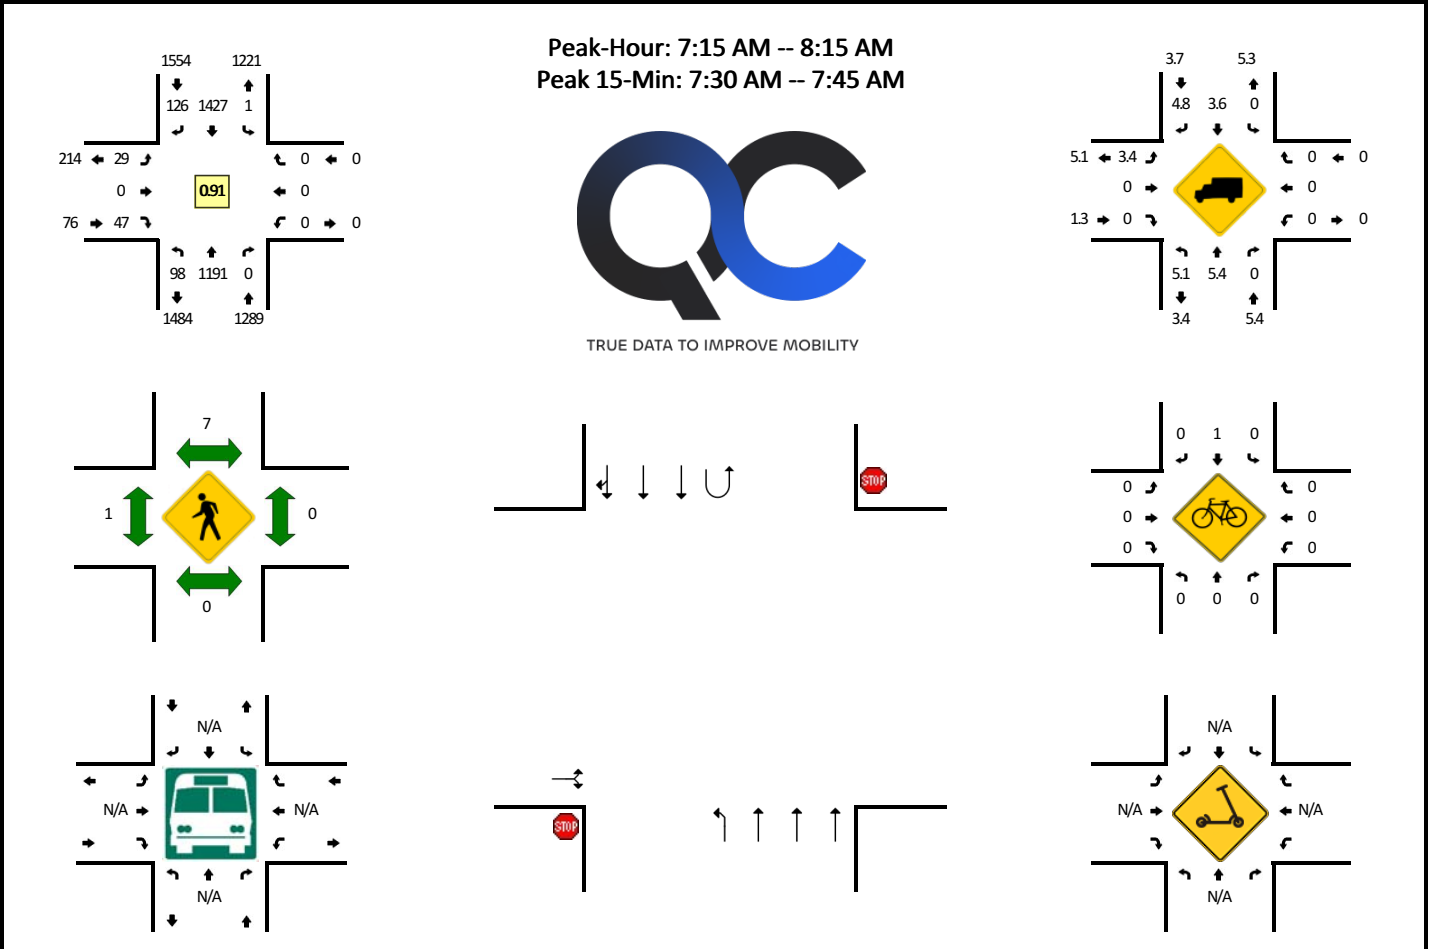 Peak-Hour: 7:15 AM -- 8:15 AM
Peak 15-Min: 7:30 AM -- 7:45 AM
1554 1221
126 1427 1
214 29 0 0
0 0.91 0
76 47 0 0
98 1191 0
1484 1289
QC
TRUE DATA TO IMPROVE MOBILITY
3.7 5.3
4.8 3.6 0
5.1 3.4 0 0
0 0
1.3 0 0 0
5.1 5.4 0
3.4 5.4
7
1 0
0
STOP
STOP
0 1 0
0 0
0 0
0 0
0 0 0
N/A
N/A N/A
N/A
N/A
N/A N/A
N/A